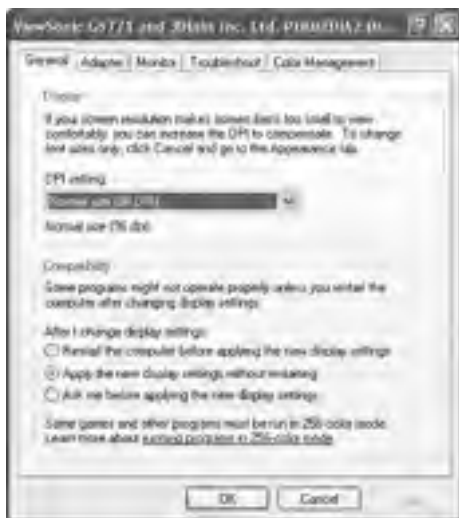 ViewSonic and 3Dlabs Inc. Ltd.
General Adapter Monitor Troubleshoot Color Management
Display
If your screen resolution makes screen items too small to view
comfortably, you can increase the DPI to compensate. To change
font sizes only, click Cancel and go to the Appearance tab.
DPI setting:
Normal size (96 DPI)
Normal size (96 dpi)
Compatibility
Some programs might not operate properly unless you restart the
computer after changing display settings.
After I change display settings:
Restart the computer before applying the new display settings
Apply the new display settings without restarting
Ask me before applying the new display settings
Some games and other programs must be run in 256-color mode.
Learn more about running programs in 256-color mode.
OK Cancel